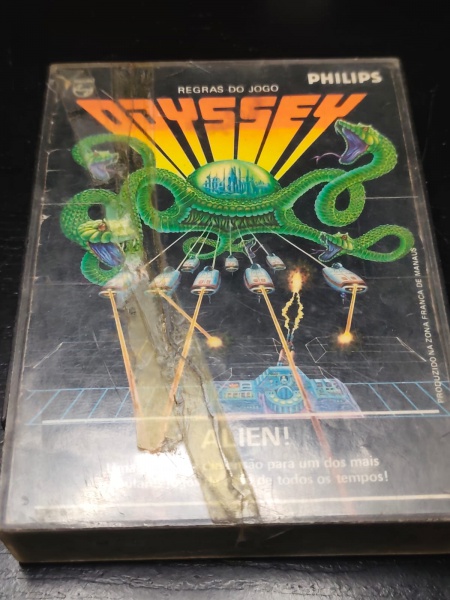 REGRAS DO JOGO
PHILIPS
ODYSSEY
PRODUZIDO NA ZONA FRANCA DE MANAUS
ALIEN!
para um dos mais
de todos os tempos!